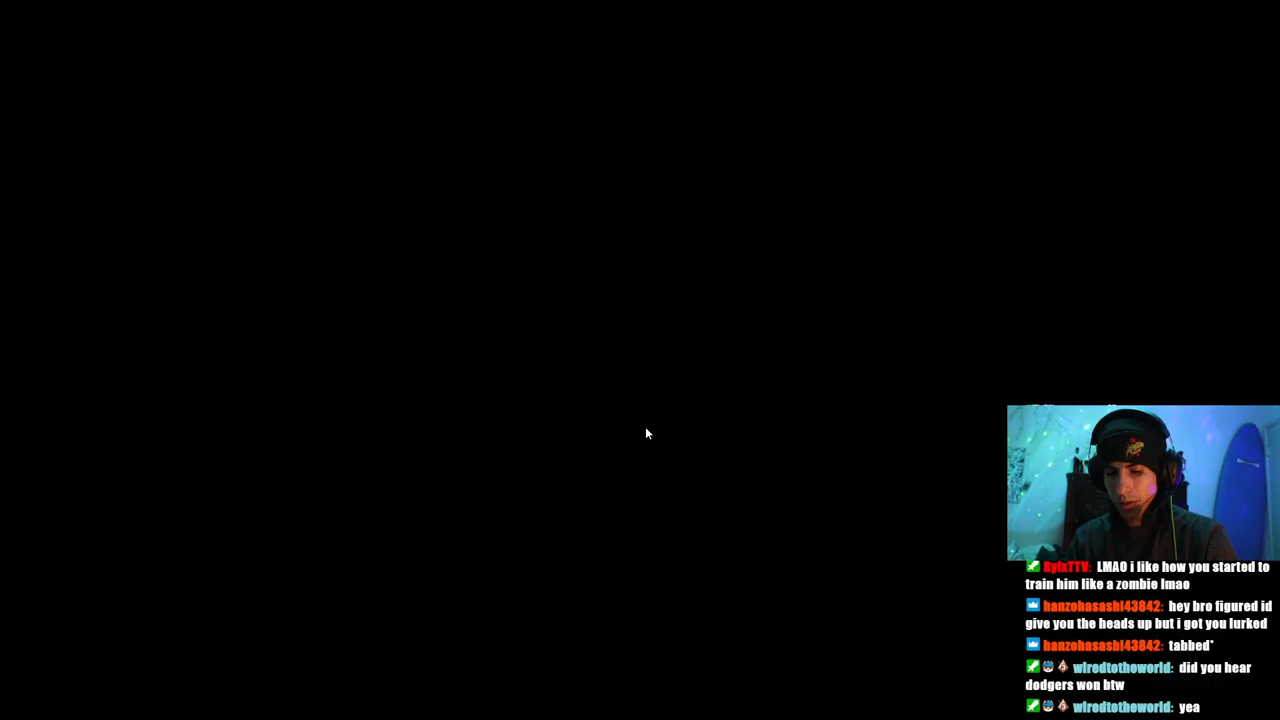 RyfxTTV: LMAO i like how you started to
train him like a zombie lmao
hanzohasashi43842: hey bro figured id
give you the heads up but i got you lurked
hanzohasashi43842: tabbed*
wiredtotheworld: did you hear
dodgers won btw
wiredtotheworld: yea